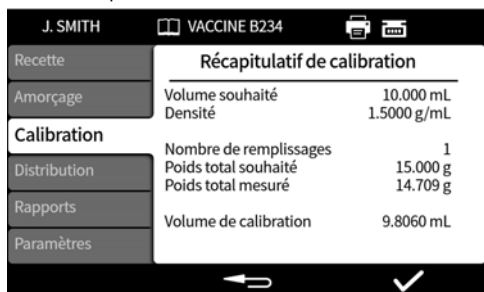 J. SMITH VACCINE B234
Recette
Amorçage
Calibration
Distribution
Rapports
Paramètres
Récapitulatif de calibration
Volume souhaité 10.000 mL
Densité 1.5000 g/mL
Nombre de remplissages 1
Poids total souhaité 15.000 g
Poids total mesuré 14.709 g
Volume de calibration 9.8060 mL